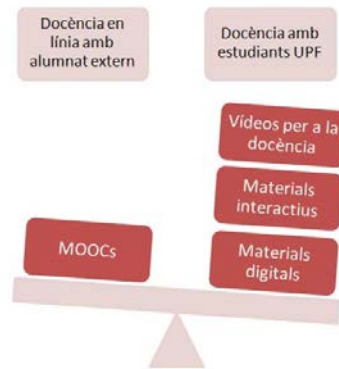 Docència en
línia amb
alumnat extern
Docència amb
estudiants UPF
Vídeos per a la
docència
Materials
interactius
MOOCs
Materials
digitals